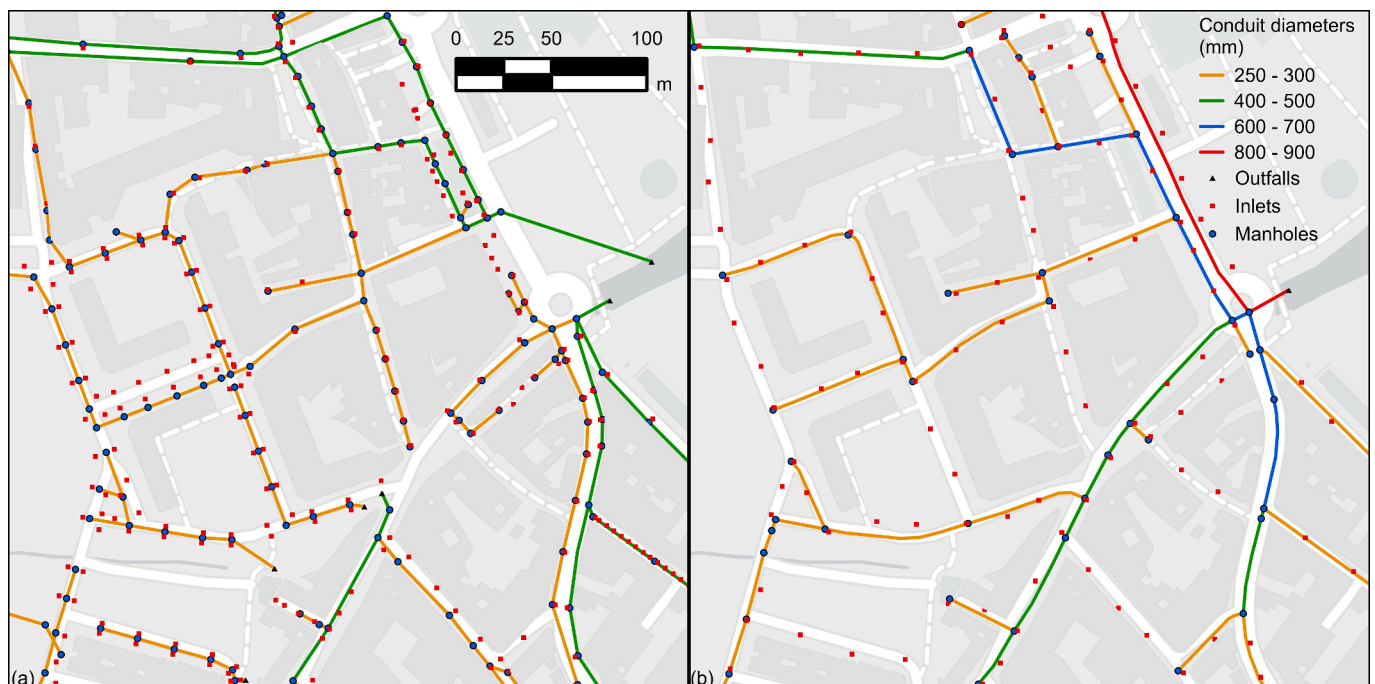 0 25 50 100
m
Conduit diameters
(mm)
250 - 300
400 - 500
600 - 700
800 - 900
Outfalls
Inlets
Manholes
(a)
(b)